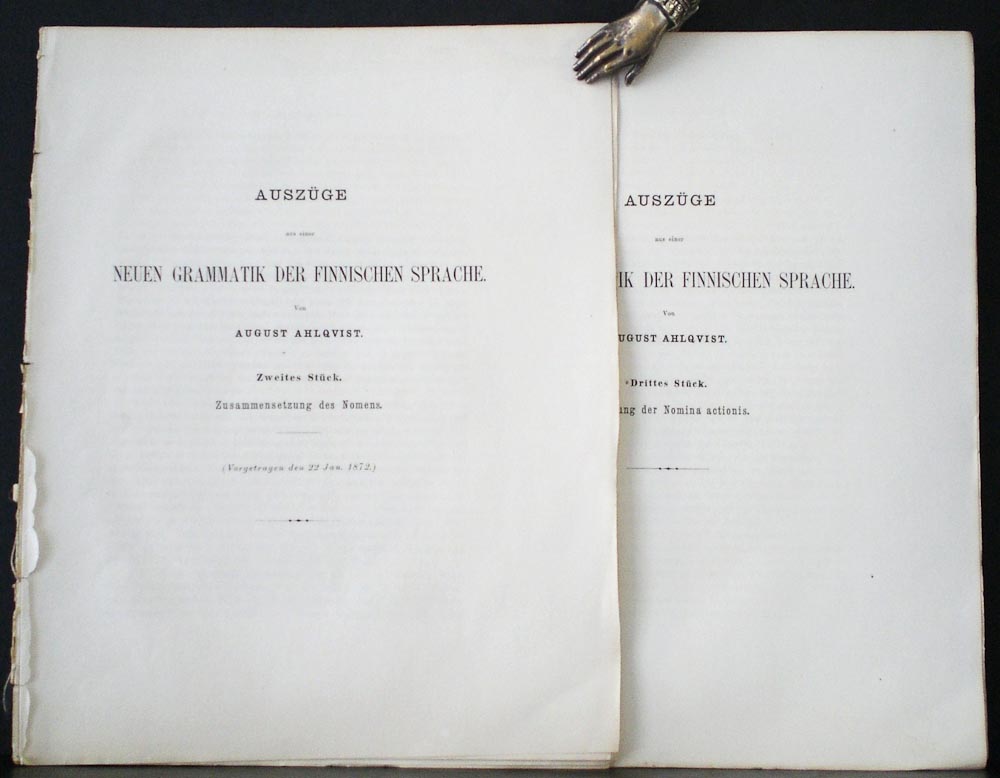 AUSZÜGE
aus einer
NEUEN GRAMMATIK DER FINNISCHEN SPRACHE.
Von
AUGUST AHLQVIST.
Zweites Stück.
Zusammensetzung des Nomens.
(Vorgetragen den 22 Jan. 1872.)
AUSZÜGE
aus einer
IK DER FINNISCHEN SPRACHE.
Von
UGUST AHLQVIST.
Drittes Stück.
ung der Nomina actionis.